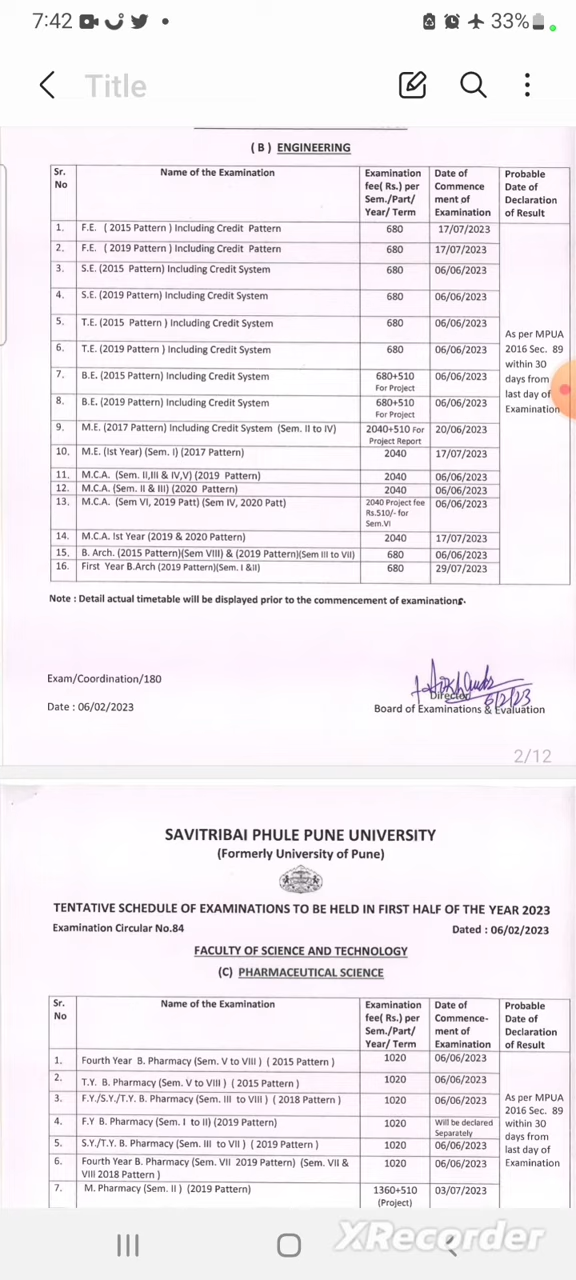 7:42
33%
Title
( B ) ENGINEERING
Sr. No Name of the Examination Examination fee( Rs.) per Sem./Part/ Year/ Term Date of Commence ment of Examination Probable Date of Declaration of Result
1. F.E. ( 2015 Pattern ) Including Credit Pattern 680 17/07/2023
2. F.E. ( 2019 Pattern ) Including Credit Pattern 680 17/07/2023
3. S.E. (2015 Pattern) Including Credit System 680 06/06/2023
4. S.E. (2019 Pattern) Including Credit System 680 06/06/2023
5. T.E. (2015 Pattern ) Including Credit System 680 06/06/2023
6. T.E. (2019 Pattern ) Including Credit System 680 06/06/2023
7. B.E. (2015 Pattern) Including Credit System 680+510 For Project 06/06/2023
8. B.E. (2019 Pattern) Including Credit System 680+510 For Project 06/06/2023
9. M.E. (2017 Pattern) Including Credit System (Sem. II to IV) 2040+510 For Project Report 20/06/2023
10. M.E. (Ist Year) (Sem. I) (2017 Pattern) 2040 17/07/2023
11. M.C.A. (Sem. II,III & IV,V) (2019 Pattern) 2040 06/06/2023
12. M.C.A. (Sem. II & III) (2020 Pattern) 2040 06/06/2023
13. M.C.A. (Sem VI, 2019 Patt) (Sem IV, 2020 Patt) 2040 Project fee Rs.510/- for Sem.VI 06/06/2023
14. M.C.A. Ist Year (2019 & 2020 Pattern) 2040 17/07/2023
15. B. Arch. (2015 Pattern)(Sem VIII) & (2019 Pattern)(Sem III to VII) 680 06/06/2023
16. First Year B.Arch (2019 Pattern)(Sem. I &II) 680 29/07/2023
As per MPUA
2016 Sec. 89
within 30
days from
last day of
Examination
Note : Detail actual timetable will be displayed prior to the commencement of examinations.
Exam/Coordination/180
Date : 06/02/2023
6/2/23
Director
Board of Examinations & Evaluation
2/12
SAVITRIBAI PHULE PUNE UNIVERSITY
(Formerly University of Pune)
TENTATIVE SCHEDULE OF EXAMINATIONS TO BE HELD IN FIRST HALF OF THE YEAR 2023
Examination Circular No.84 Dated : 06/02/2023
FACULTY OF SCIENCE AND TECHNOLOGY
(C) PHARMACEUTICAL SCIENCE
Sr. No Name of the Examination Examination fee( Rs.) per Sem./Part/ Year/ Term Date of Commence- ment of Examination Probable Date of Declaration of Result
1. Fourth Year B. Pharmacy (Sem. V to VIII ) ( 2015 Pattern ) 1020 06/06/2023
2. T.Y. B. Pharmacy (Sem. V to VIII ) ( 2015 Pattern ) 1020 06/06/2023
3. F.Y./S.Y./T.Y. B. Pharmacy (Sem. III to VIII) ( 2018 Pattern ) 1020 06/06/2023
4. F.Y B. Pharmacy (Sem. I to II) (2019 Pattern) 1020 Will be declared Separately
5. S.Y./T.Y. B. Pharmacy (Sem. III to VII ) ( 2019 Pattern ) 1020 06/06/2023
6. Fourth Year B. Pharmacy (Sem. VII 2019 Pattern) (Sem. VII & VIII 2018 Pattern ) 1020 06/06/2023
7. M. Pharmacy (Sem. II ) (2019 Pattern) 1360+510 (Project) 03/07/2023
As per MPUA
2016 Sec. 89
within 30
days from
last day of
Examination
XRecorder